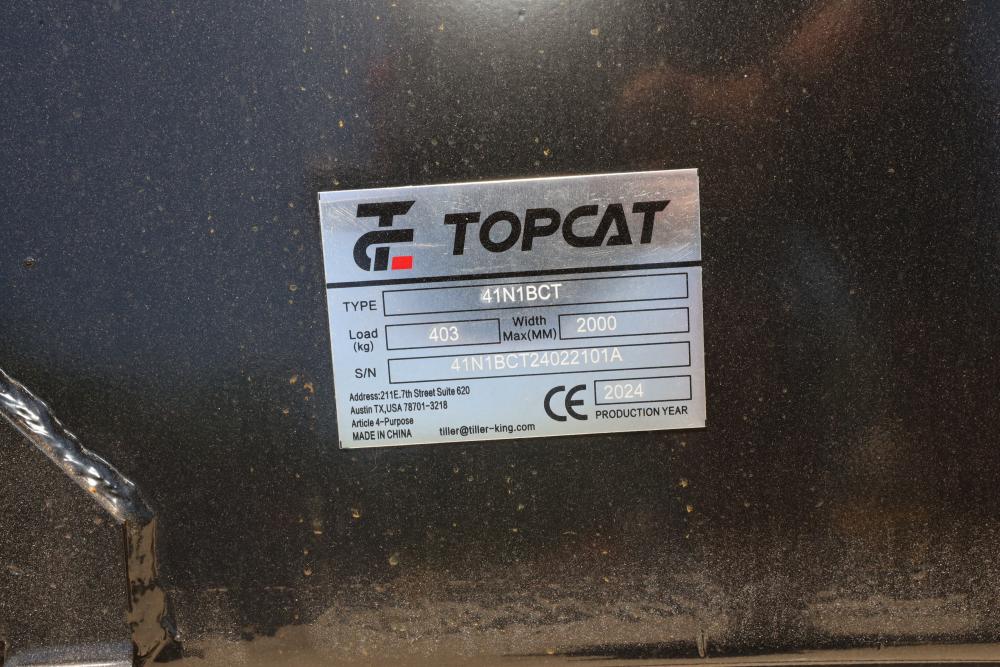 TOPCAT
TYPE 41N1BCT
Load (kg) 403 Width Max(MM) 2000
S/N 41N1BCT24022101A
Address:211E.7th Street Suite 620
Austin TX,USA 78701-3218
Article 4-Purpose
MADE IN CHINA tiller@tiller-king.com
CE 2024
PRODUCTION YEAR